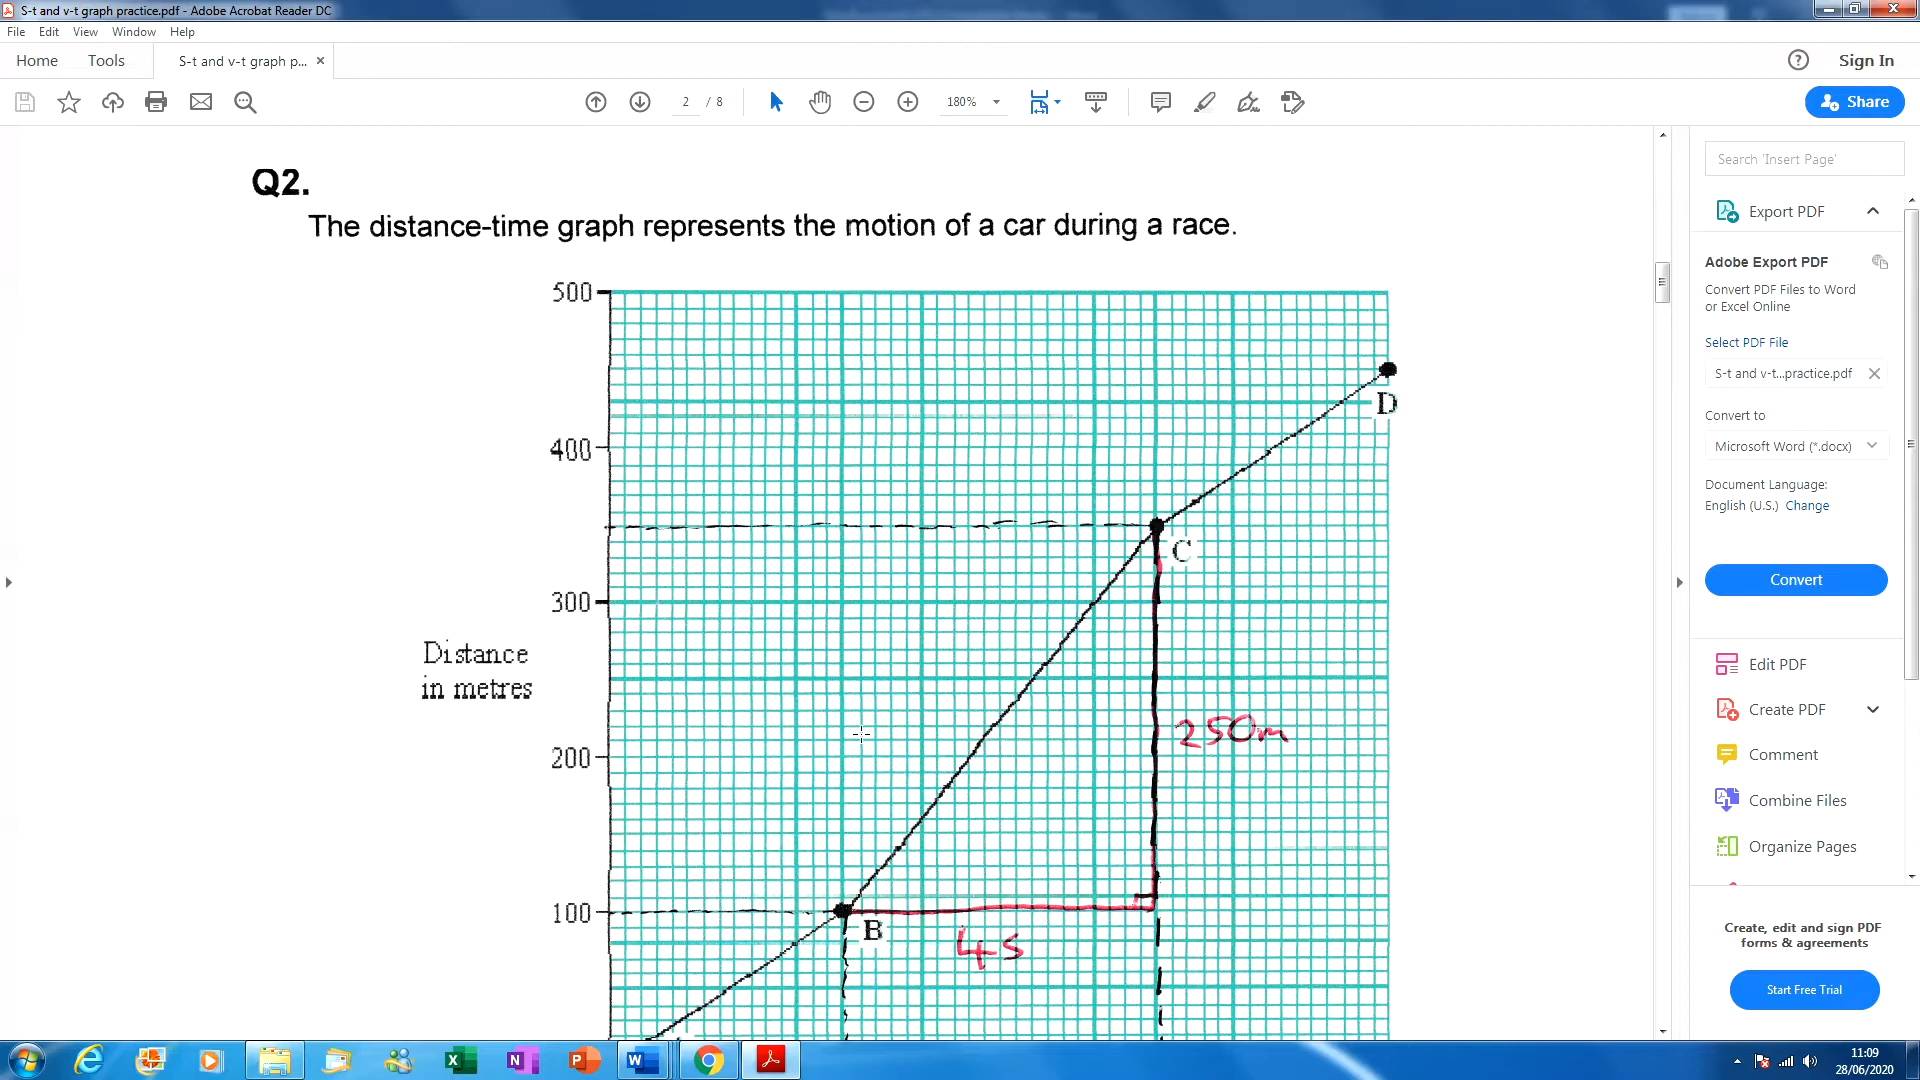 S-t and v-t graph practice.pdf - Adobe Acrobat Reader DC
File Edit View Window Help
Home Tools S-t and v-t graph p... × Sign In
2 / 8 180% Share
Q2.
The distance-time graph represents the motion of a car during a race.
500
400
300
200
100
Distance
in metres
D
C
B
250m
4s
Search 'Insert Page'
Export PDF
Adobe Export PDF
Convert PDF Files to Word
or Excel Online
Select PDF File
S-t and v-t...practice.pdf
Convert to
Microsoft Word (*.docx)
Document Language:
English (U.S.) Change
Convert
Edit PDF
Create PDF
Comment
Combine Files
Organize Pages
Create, edit and sign PDF
forms & agreements
Start Free Trial
11:09
28/06/2020